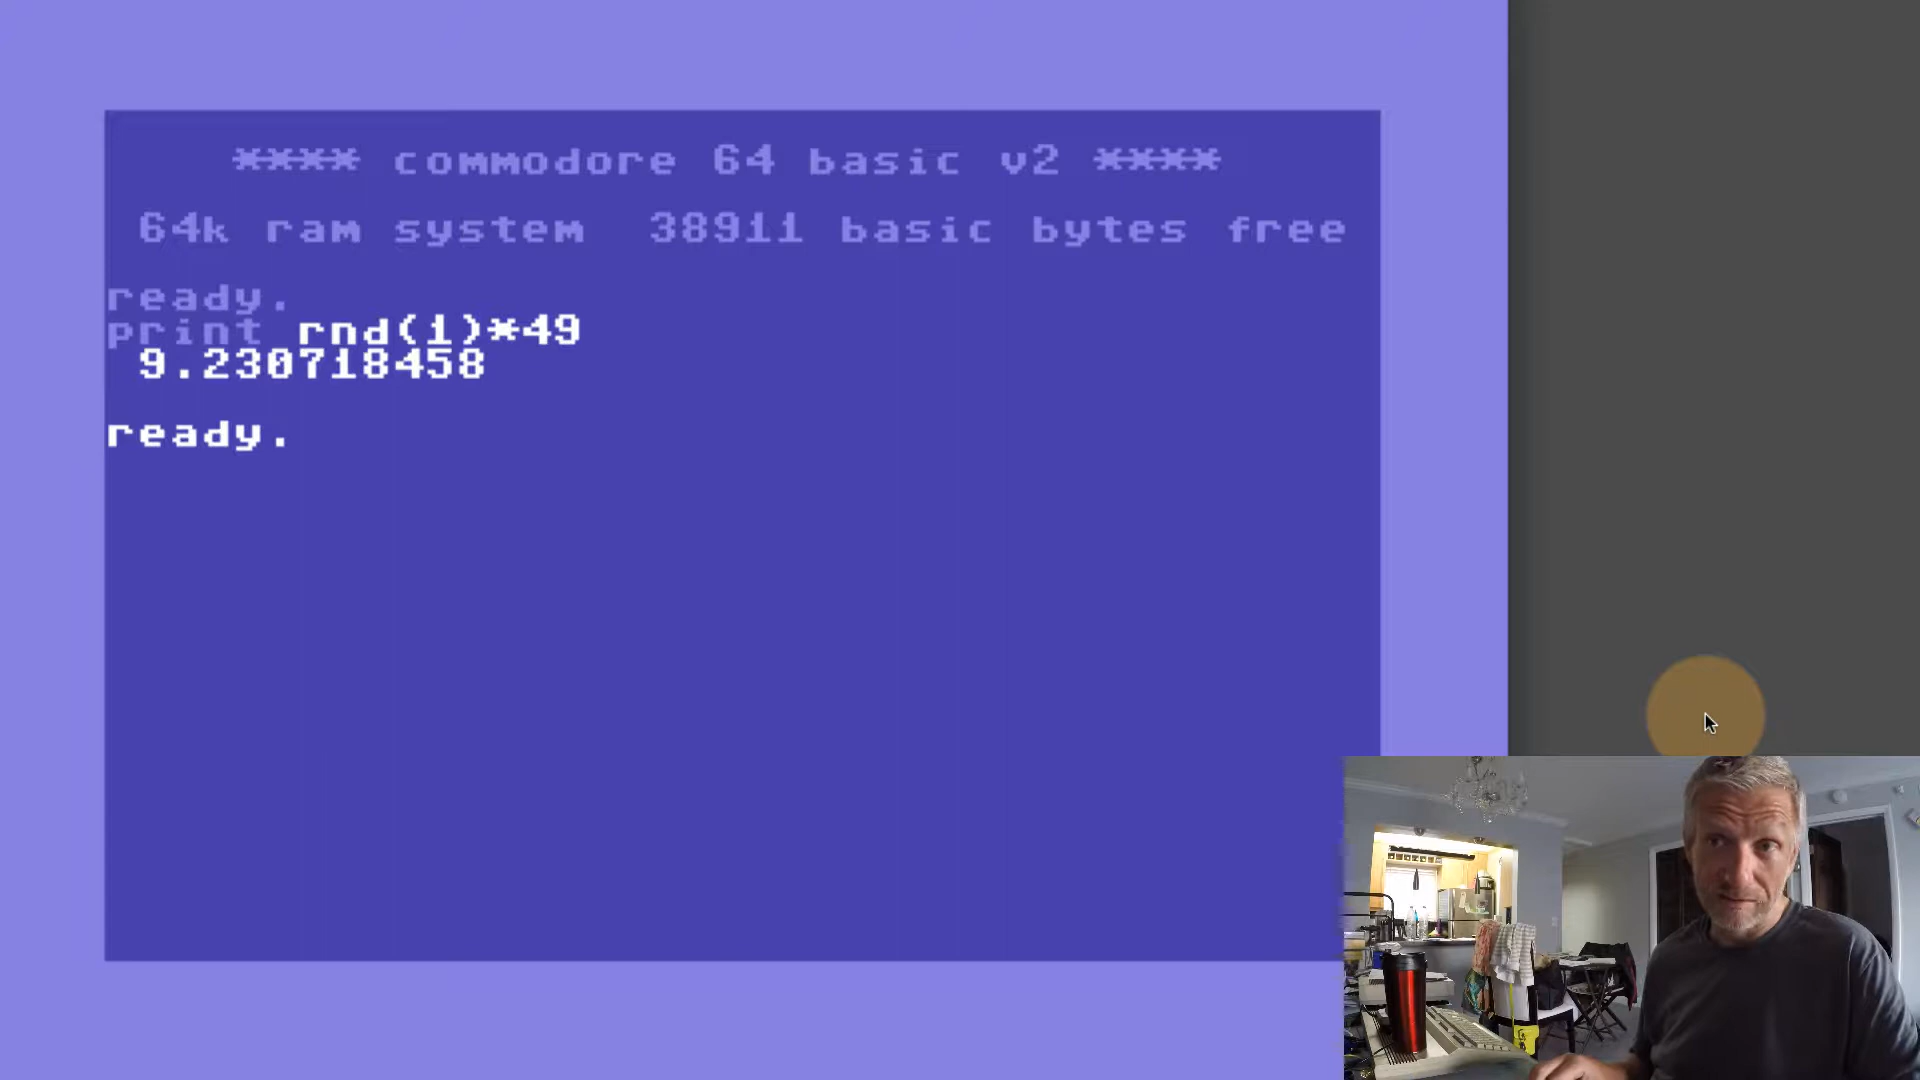 **** commodore 64 basic v2 ****
64k ram system  38911 basic bytes free
ready.
print rnd(1)*49
9.230718458
ready.